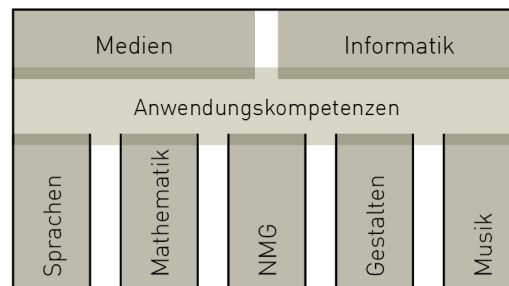 Medien
Informatik
Anwendungskompetenzen
Sprachen
Mathematik
NMG
Gestalten
Musik